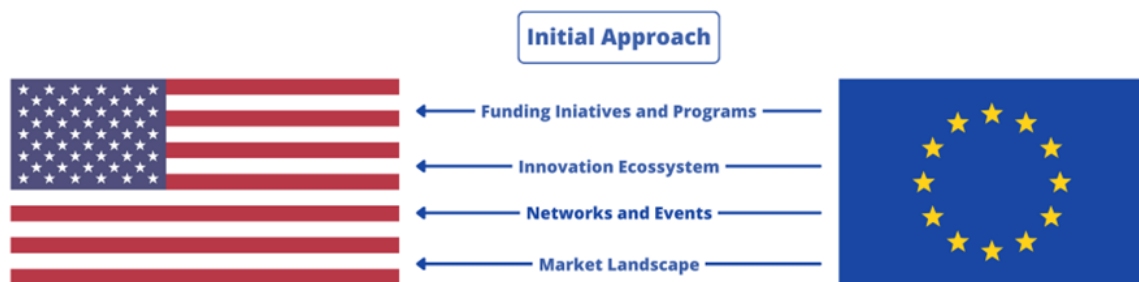 Initial Approach
Funding Iniatives and Programs
Innovation Ecossystem
Networks and Events
Market Landscape